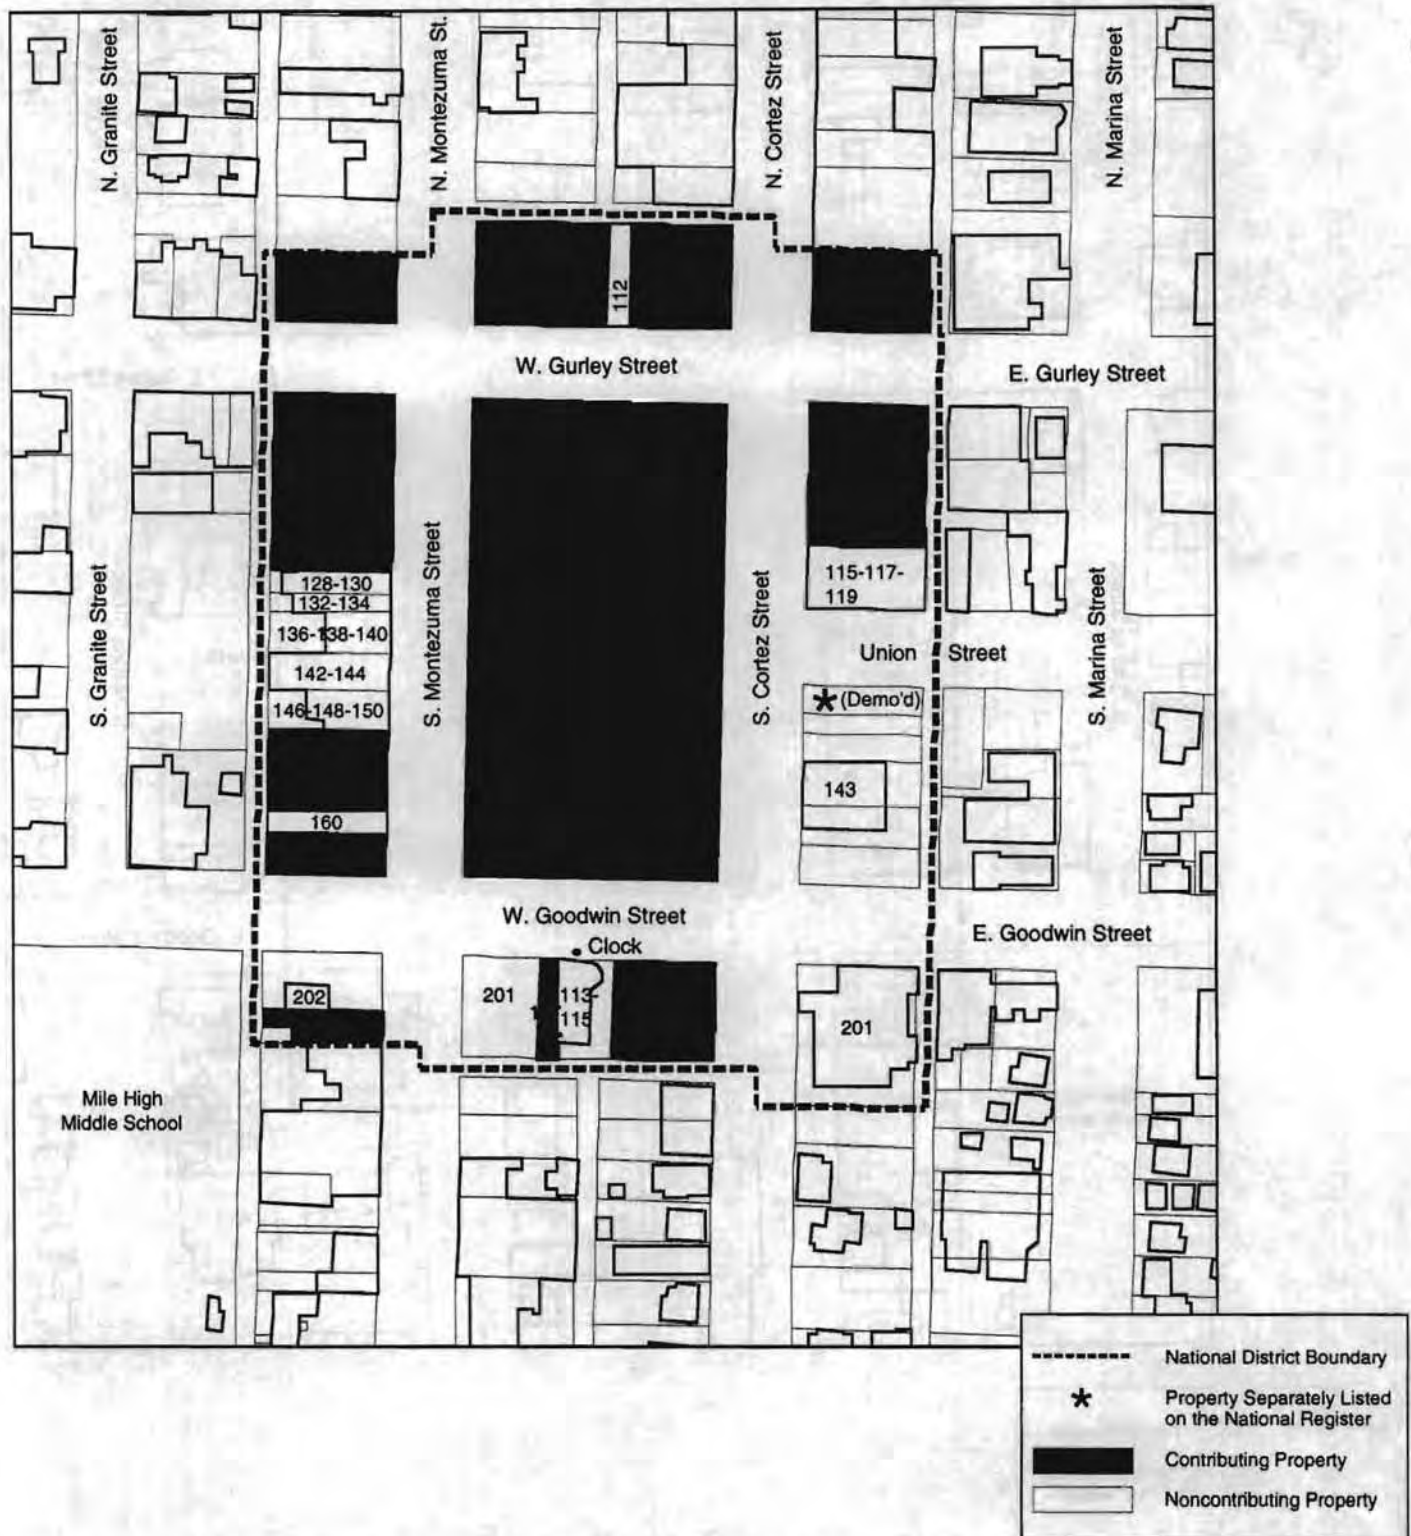 N. Granite Street
N. Montezuma St.
N. Cortez Street
N. Marina Street
112
W. Gurley Street
E. Gurley Street
S. Granite Street
128-130
132-134
136-138-140
142-144
146-148-150
160
S. Montezuma Street
S. Cortez Street
115-117-
119
Union Street
* (Demo'd)
143
S. Marina Street
W. Goodwin Street
E. Goodwin Street
Clock
202
201
113-
115
201
Mile High
Middle School
National District Boundary
* Property Separately Listed
on the National Register
Contributing Property
Noncontributing Property